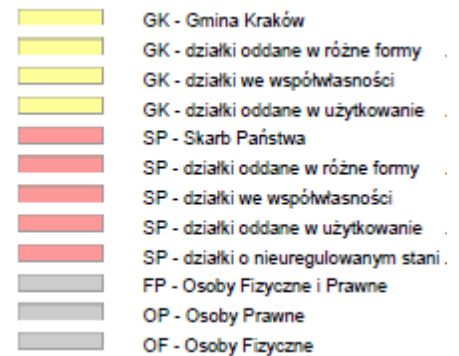 GK - Gmina Kraków
GK - działki oddane w różne formy .
GK - działki we współwłasności
GK - działki oddane w użytkowanie .
SP - Skarb Państwa
SP - działki oddane w różne formy .
SP - działki we współwłasności
SP - działki oddane w użytkowanie .
SP - działki o nieuregulowanym stani .
FP - Osoby Fizyczne i Prawne
OP - Osoby Prawne
OF - Osoby Fizyczne